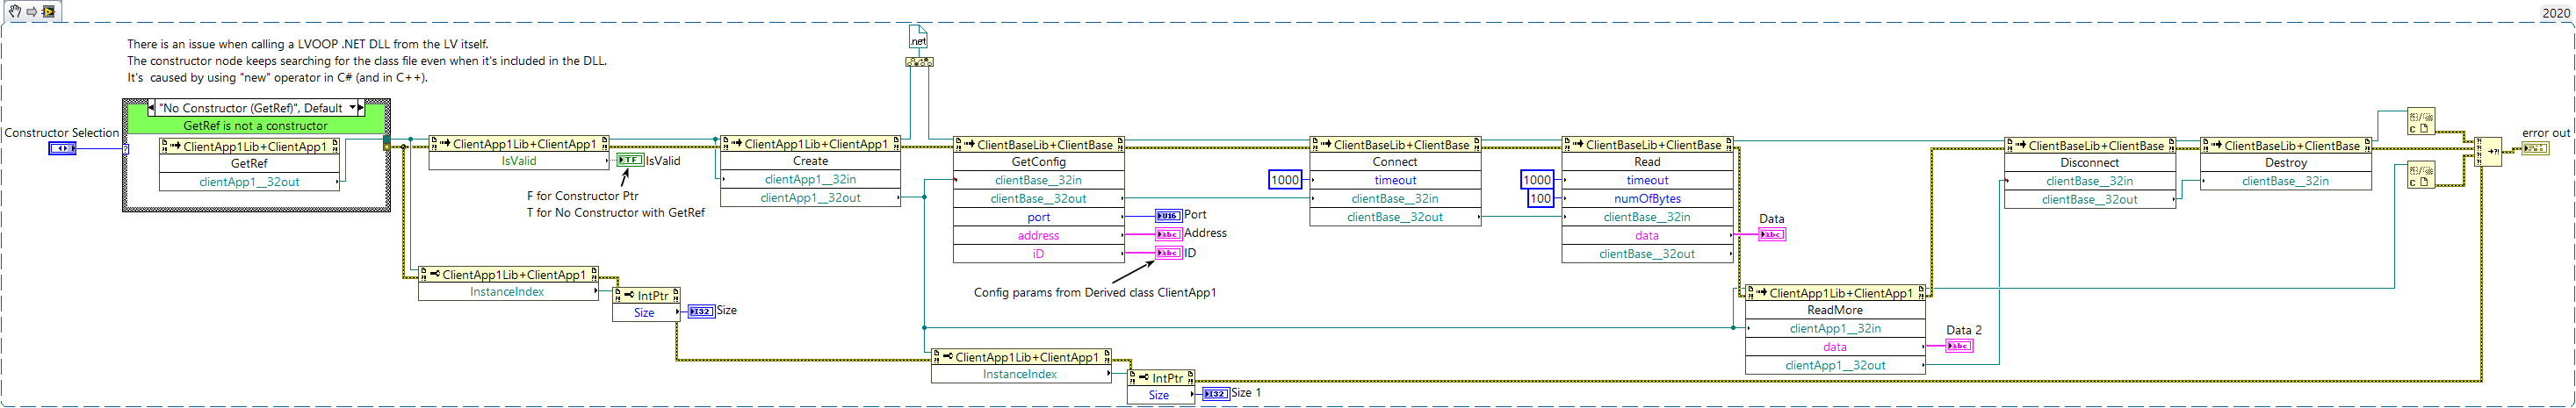 2020
There is an issue when calling a LVOOP .NET DLL from the LV itself.
The constructor node keeps searching for the class file even when it's included in the DLL.
It's  caused by using "new" operator in C# (and in C++).
.net
"No Constructor (GetRef)", Default
GetRef is not a constructor
Constructor Selection
ClientApp1Lib+ClientApp1
GetRef
clientApp1__32out
ClientApp1Lib+ClientApp1
IsValid
TF
IsValid
F for Constructor Ptr
T for No Constructor with GetRef
ClientApp1Lib+ClientApp1
Create
clientApp1__32in
clientApp1__32out
ClientBaseLib+ClientBase
GetConfig
clientBase__32in
clientBase__32out
port
address
iD
U16
Port
abc
Address
abc
ID
Config params from Derived class ClientApp1
1000
ClientBaseLib+ClientBase
Connect
timeout
clientBase__32in
clientBase__32out
1000
100
ClientBaseLib+ClientBase
Read
timeout
numOfBytes
clientBase__32in
data
clientBase__32out
Data
abc
ClientBaseLib+ClientBase
Disconnect
clientBase__32in
clientBase__32out
ClientBaseLib+ClientBase
Destroy
clientBase__32in
error out
ClientApp1Lib+ClientApp1
InstanceIndex
IntPtr
Size
I32
Size
ClientApp1Lib+ClientApp1
ReadMore
clientApp1__32in
data
clientApp1__32out
Data 2
abc
ClientApp1Lib+ClientApp1
InstanceIndex
IntPtr
Size
I32
Size 1